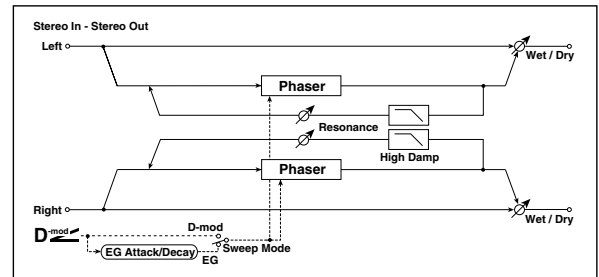 Stereo In - Stereo Out
Left
Wet / Dry
Phaser
Resonance
High Damp
Phaser
Right
Wet / Dry
D-mod
D-mod
EG Attack/Decay
EG
Sweep Mode